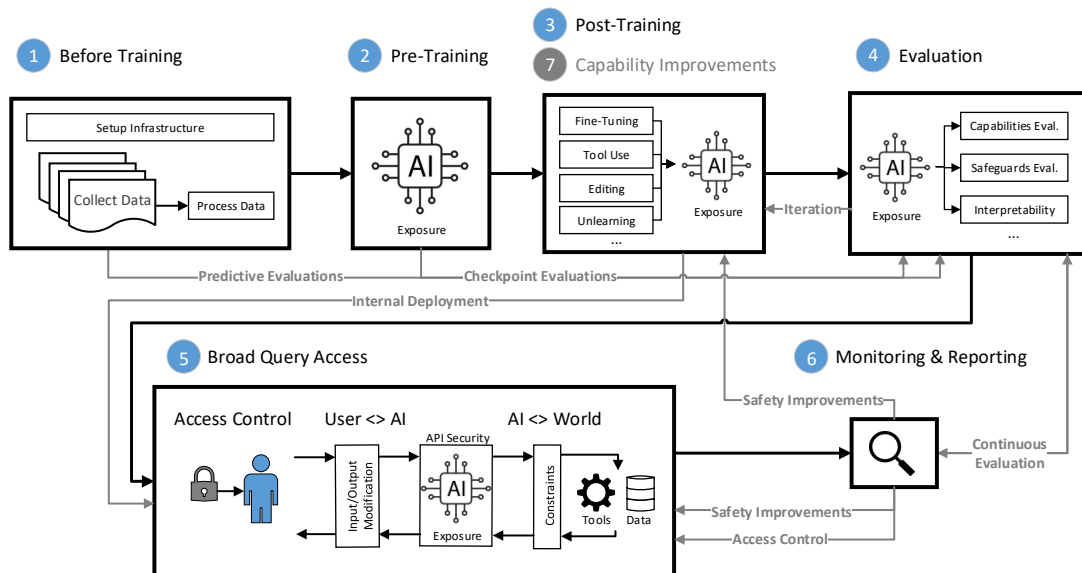 1 Before Training
Setup Infrastructure
Collect Data
Process Data
2 Pre-Training
AI
Exposure
3 Post-Training
7 Capability Improvements
Fine-Tuning
Tool Use
Editing
Unlearning
...
AI
Exposure
4 Evaluation
AI
Exposure
Capabilities Eval.
Safeguards Eval.
Interpretability
...
Iteration
Predictive Evaluations
Checkpoint Evaluations
Internal Deployment
5 Broad Query Access
Access Control
User <> AI
AI <> World
Input/Output
Modification
API Security
AI
Exposure
Constraints
Tools
Data
6 Monitoring & Reporting
Safety Improvements
Continuous
Evaluation
Safety Improvements
Access Control